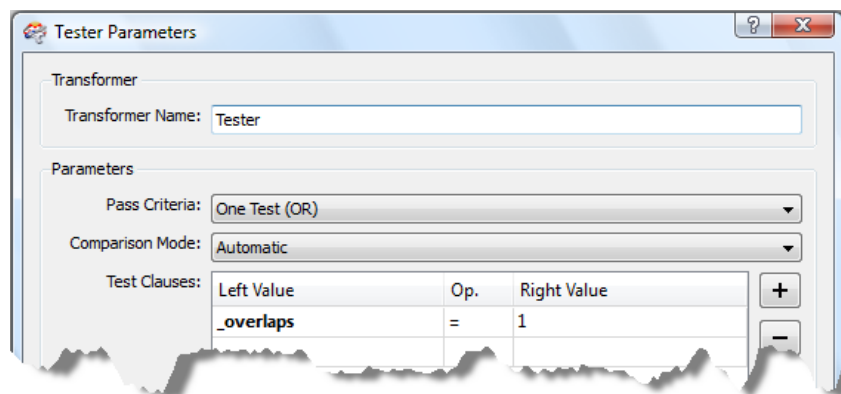 Tester Parameters
Transformer
Transformer Name: Tester
Parameters
Pass Criteria: One Test (OR)
Comparison Mode: Automatic
Test Clauses: Left Value Op. Right Value
_overlaps = 1